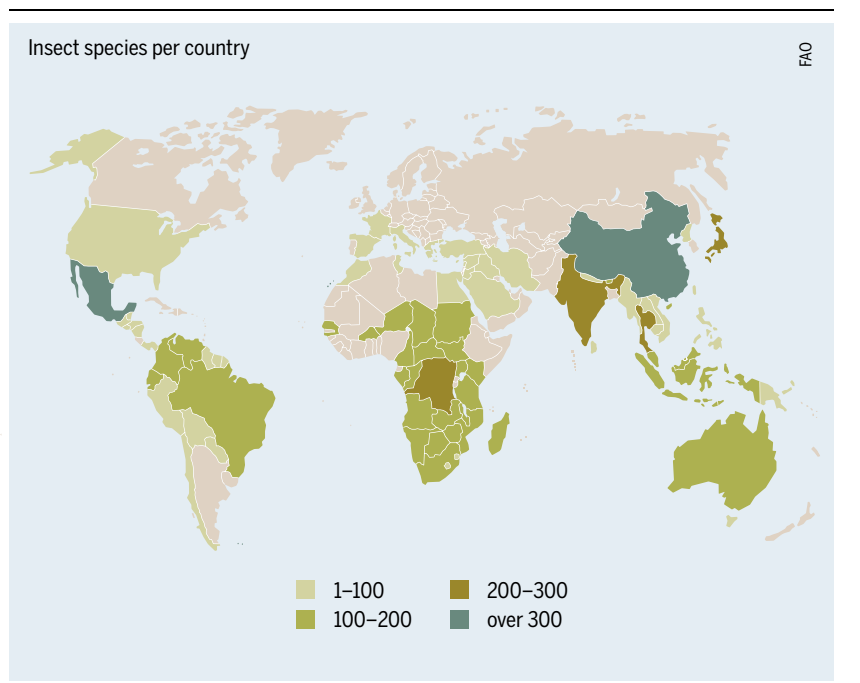 Insect species per country
FAO
1–100
200–300
100–200
over 300